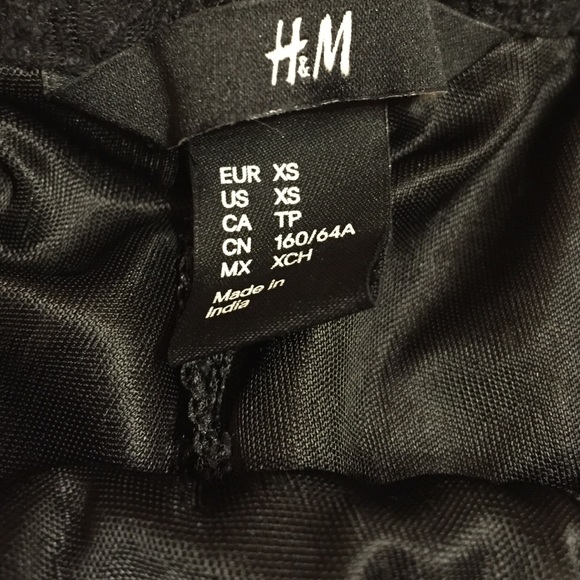 H&M
EUR XS
US XS
CA TP
CN 160/64A
MX XCH
Made in
India